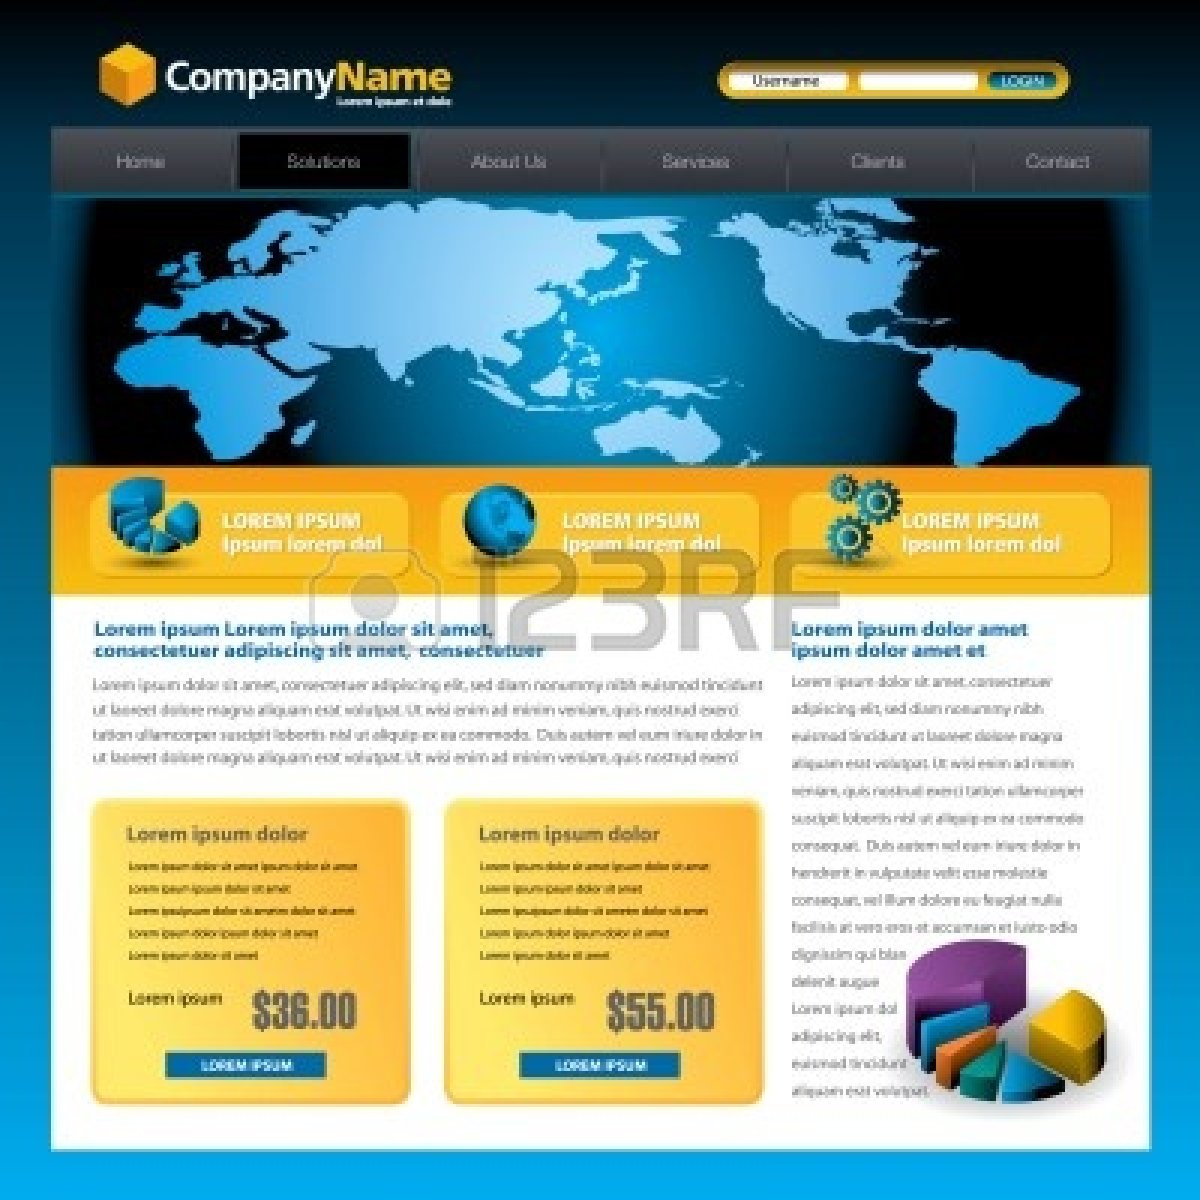 CompanyName
Lorem ipsum et dolo
Username
LOGIN
Home
Solutions
About Us
Services
Clients
Contact
LOREM IPSUM
Ipsum lorem dol
LOREM IPSUM
Ipsum lorem dol
LOREM IPSUM
Ipsum lorem dol
123RF
Lorem ipsum Lorem ipsum dolor sit amet,
consectetuer adipiscing sit amet, consectetuer
Lorem ipsum dolor sit amet, consectetuer adipiscing elit, sed diam nonummy nibh euismod tincidunt
ut laoreet dolore magna aliquam erat volutpat. Ut wisi enim ad minim veniam, quis nostrud exerci
tation ullamcorper suscipit lobortis nisl ut aliquip ex ea commodo. Duis autem euismod tincidunt
ut laoreet dolore magna aliquam erat volutpat. Ut wisi enim ad minim veniam, quis nostrud exerci
Lorem ipsum dolor
Lorem ipsum dolor sit amet ipsum dolor sit amet
Lorem ipsum ipsum dolor sit amet
Lorem ipsuipsum dolor sit ametm dolor sit amet
Lorem ipsum dolor ipsum dolor sit amet
Lorem ipsum dolor sit amet
Lorem ipsum
$36.00
LOREM IPSUM
Lorem ipsum dolor
Lorem ipsum dolor sit amet ipsum dolor sit amet
Lorem ipsum ipsum dolor sit amet
Lorem ipsuipsum dolor sit ametm dolor sit amet
Lorem ipsum dolor ipsum dolor sit amet
Lorem ipsum dolor sit amet
Lorem ipsum
$55.00
LOREM IPSUM
Lorem ipsum dolor amet
ipsum dolor amet et
Lorem ipsum dolor sit amet, consectetuer
adipiscing elit, sed diam nonummy nibh
euismod tincidunt ut laoreet dolore magna
aliquam erat volutpat. Ut wisi enim ad minim
veniam, quis nostrud exerci tation ullamcorper
suscipit lobortis nisl ut aliquip ex ea commodo
consequat. Duis autem vel eum iriure dolor in
hendrerit in vulputate velit esse molestie
consequat, vel illum dolore eu feugiat nulla
facilisis at vero eros et accumsan et iusto odio
dignissim qui blan
delenit augue
Lorem ipsum dol
adipiscing elit,
euismod tincidunt
aliquam erat volutpat.